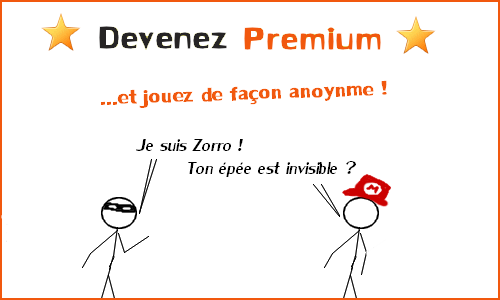 Devenez Premium
...et jouez de façon anoynme !
Je suis Zorro !
Ton épée est invisible ?
M